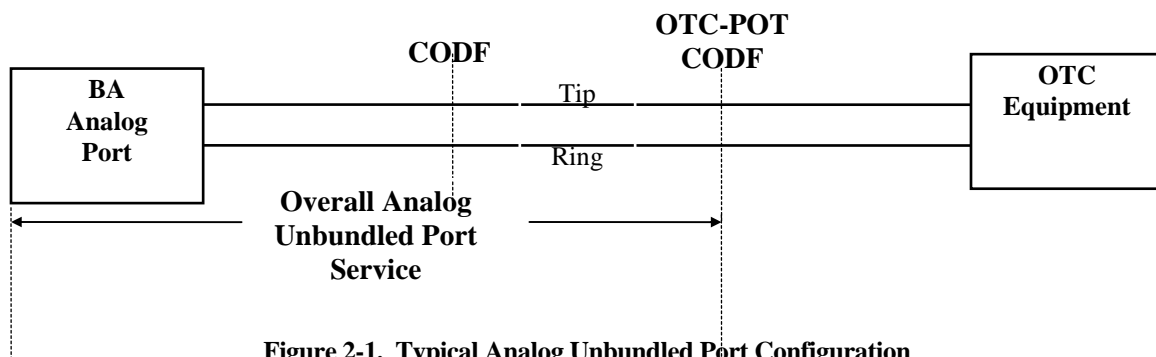 OTC-POT
CODF
CODF
BA
Analog
Port
Tip
Ring
OTC
Equipment
Overall Analog
Unbundled Port
Service
Figure 2-1. Typical Analog Unbundled Port Configuration